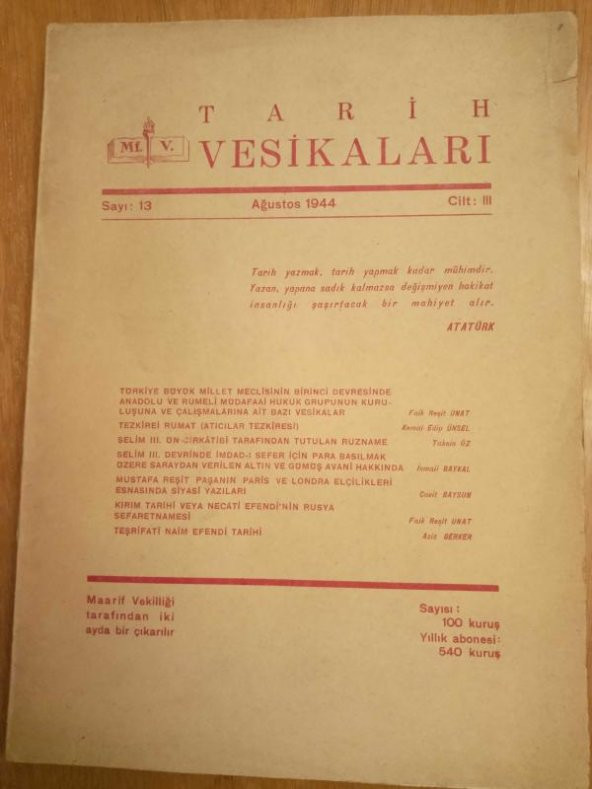 Mf. V.
TARİH
VESİKALARI
Sayı: 13 Ağustos 1944 Cilt: III
Tarih yazmak, tarih yapmak kadar mühimdir.
Yazan, yapana sadık kalmazsa değişmiyen hakikat
insanlığı şaşırtacak bir mahiyet alır.
ATATÜRK
TÜRKİYE BÜYÜK MİLLET MECLİSİNİN BİRİNCİ DEVRESİNDE
ANADOLU VE RUMELİ MÜDAFAAİ HUKUK GRUPUNUN KURU-
LUŞUNA VE ÇALIŞMALARINA AİT BAZI VESİKALAR Faik Reşit UNAT
TEZKİREİ RUMAT (ATICILAR TEZKİRESİ) Kemal Edip ÜNSEL
SELİM III. ÜN SIRKÂTİBİ TARAFINDAN TUTULAN RUZNAME Tahsin ÖZ
SELİM III. DEVRİNDE İMDAD-I SEFER İÇİN PARA BASILMAK
ÜZERE SARAYDAN VERİLEN ALTIN VE GÜMÜŞ AVANİ HAKKINDA İsmail BAYKAL
MUSTAFA REŞİT PAŞANIN PARİS VE LONDRA ELÇİLİKLERİ
ESNASINDA SİYASİ YAZILARI Cavit BAYSUN
KIRIM TARİHİ VEYA NECATİ EFENDİ'NİN RUSYA
SEFARETNAMESİ Faik Reşit UNAT
TEŞRİFATİ NAİM EFENDİ TARİHİ Aziz BERKER
Maarif Vekilliği
tarafından iki
ayda bir çıkarılır
Sayısı:
100 kuruş
Yıllık abonesi:
540 kuruş